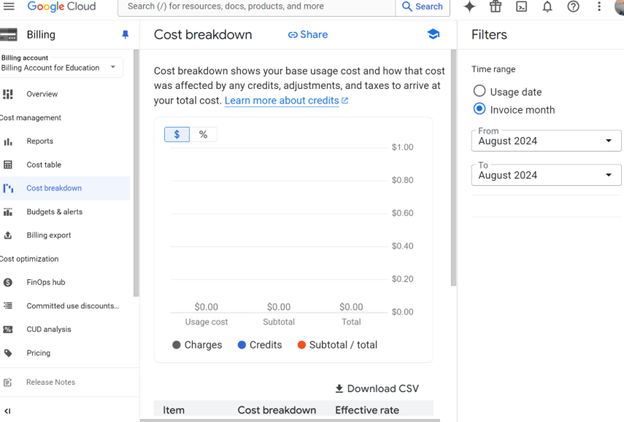 Google Cloud
Search (/) for resources, docs, products, and more
Search
Billing
Billing account
Billing Account for Education
Overview
Cost management
Reports
Cost table
Cost breakdown
Budgets & alerts
Billing export
Cost optimization
FinOps hub
Committed use discounts...
CUD analysis
Pricing
Release Notes
Cost breakdown
Share
Cost breakdown shows your base usage cost and how that cost
was affected by any credits, adjustments, and taxes to arrive at
your total cost. Learn more about credits
$ %
$1.00
$0.80
$0.60
$0.40
$0.20
$0.00
$0.00 $0.00 $0.00
Usage cost Subtotal Total
Charges Credits Subtotal / total
Download CSV
Item Cost breakdown Effective rate
Filters
Time range
Usage date
Invoice month
From
August 2024
To
August 2024